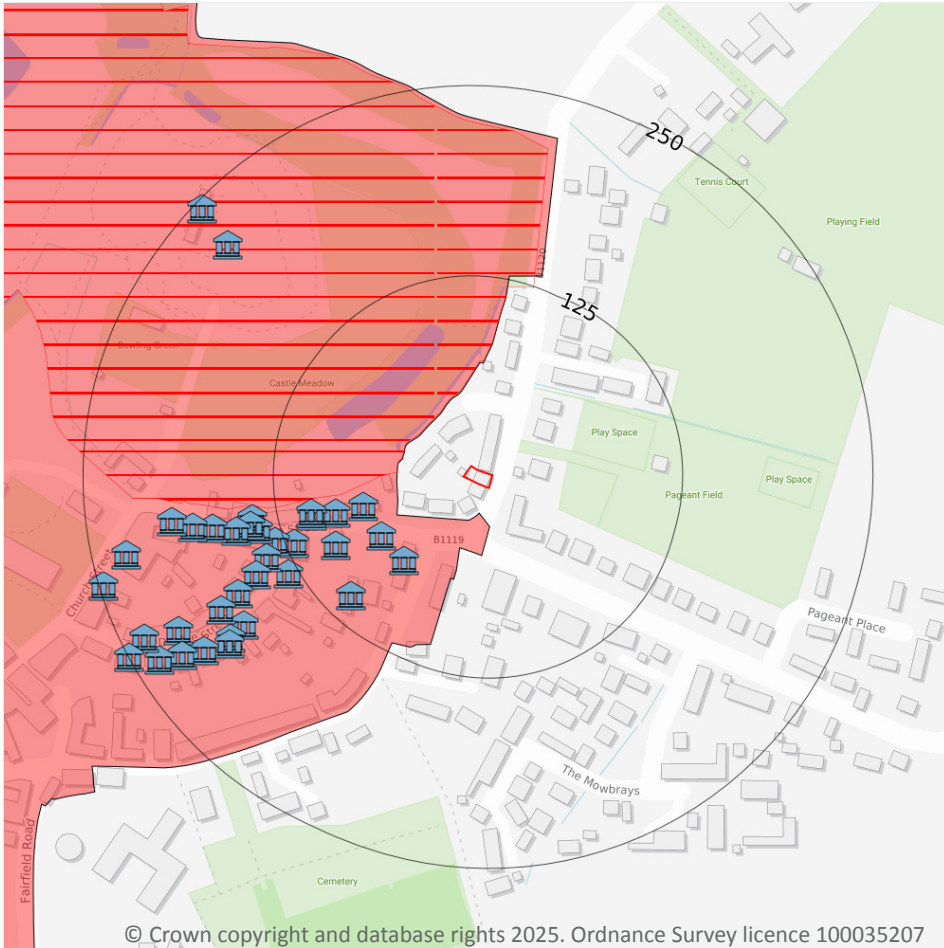 250
Tennis Court
Playing Field
B1120
125
Bowling Green
Castle Meadow
Play Space
Play Space
Pageant Field
B1119
Church Street
Pageant Place
The Mowbrays
Fairfield Road
Cemetery
© Crown copyright and database rights 2025. Ordnance Survey licence 100035207